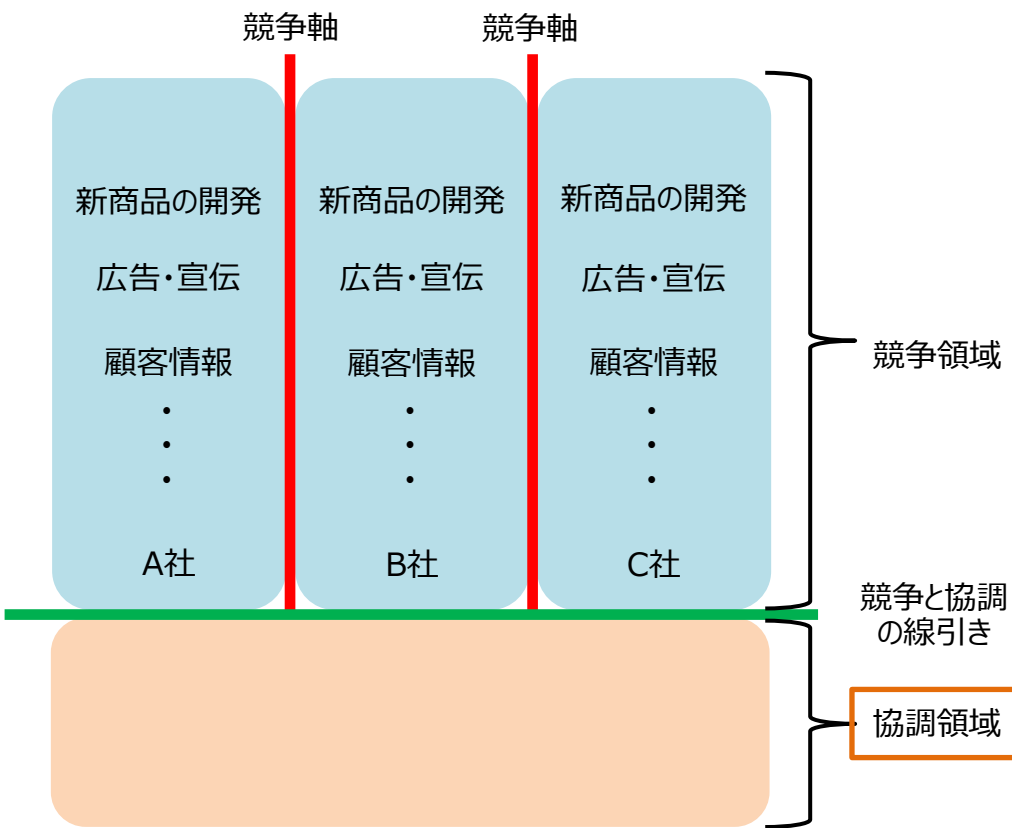 競争軸
競争軸
新商品の開発
新商品の開発
新商品の開発
広告・宣伝
広告・宣伝
広告・宣伝
顧客情報
顧客情報
顧客情報
・
・
・
・
・
・
・
・
・
A社
B社
C社
競争領域
競争と協調
の線引き
協調領域